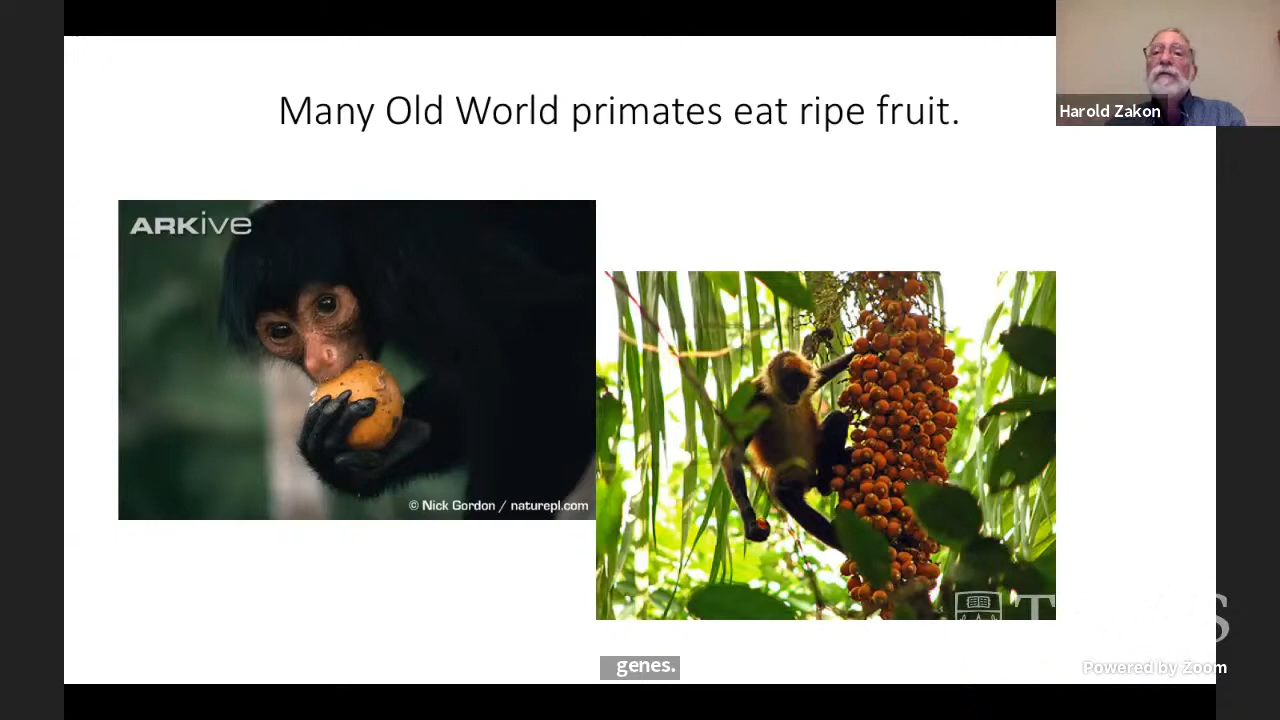 Many Old World primates eat ripe fruit.
Harold Zakon
ARKive
© Nick Gordon / naturepl.com
genes.
Powered by Zoom